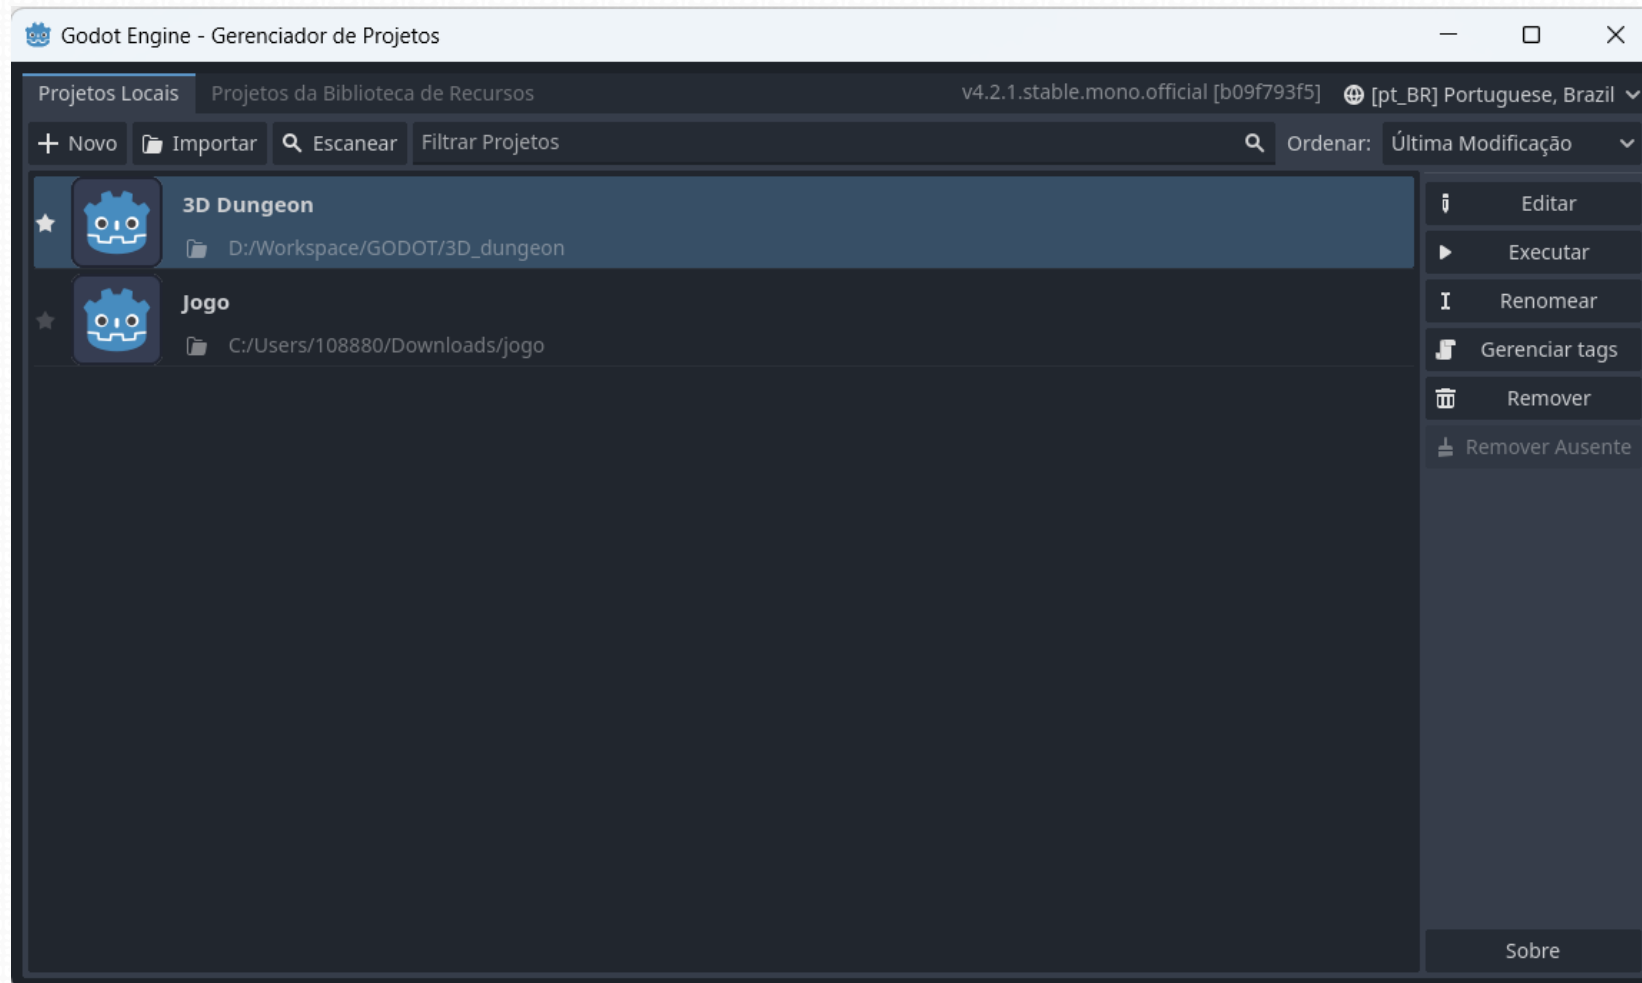 Godot Engine - Gerenciador de Projetos
Projetos Locais Projetos da Biblioteca de Recursos v4.2.1.stable.mono.official [b09f793f5] [pt_BR] Portuguese, Brazil
Novo Importar Escanear Filtrar Projetos Ordenar: Última Modificação
3D Dungeon
D:/Workspace/GODOT/3D_dungeon
Jogo
C:/Users/108880/Downloads/jogo
Editar
Executar
Renomear
Gerenciar tags
Remover
Remover Ausente
Sobre